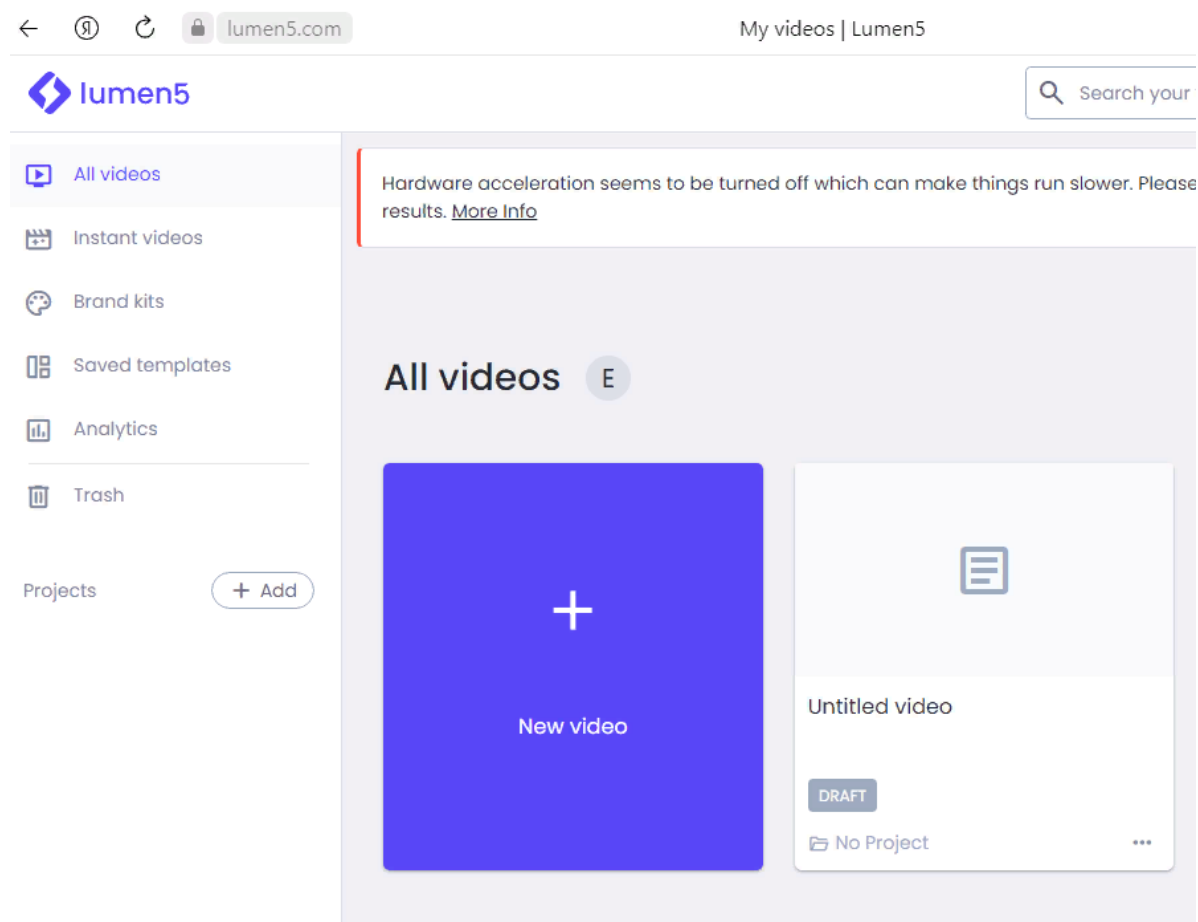 Я
lumen5.com
My videos | Lumen5
lumen5
Search your
All videos
Instant videos
Brand kits
Saved templates
Analytics
Trash
Projects
+ Add
Hardware acceleration seems to be turned off which can make things run slower. Please
results. More Info
All videos E
New video
Untitled video
DRAFT
No Project